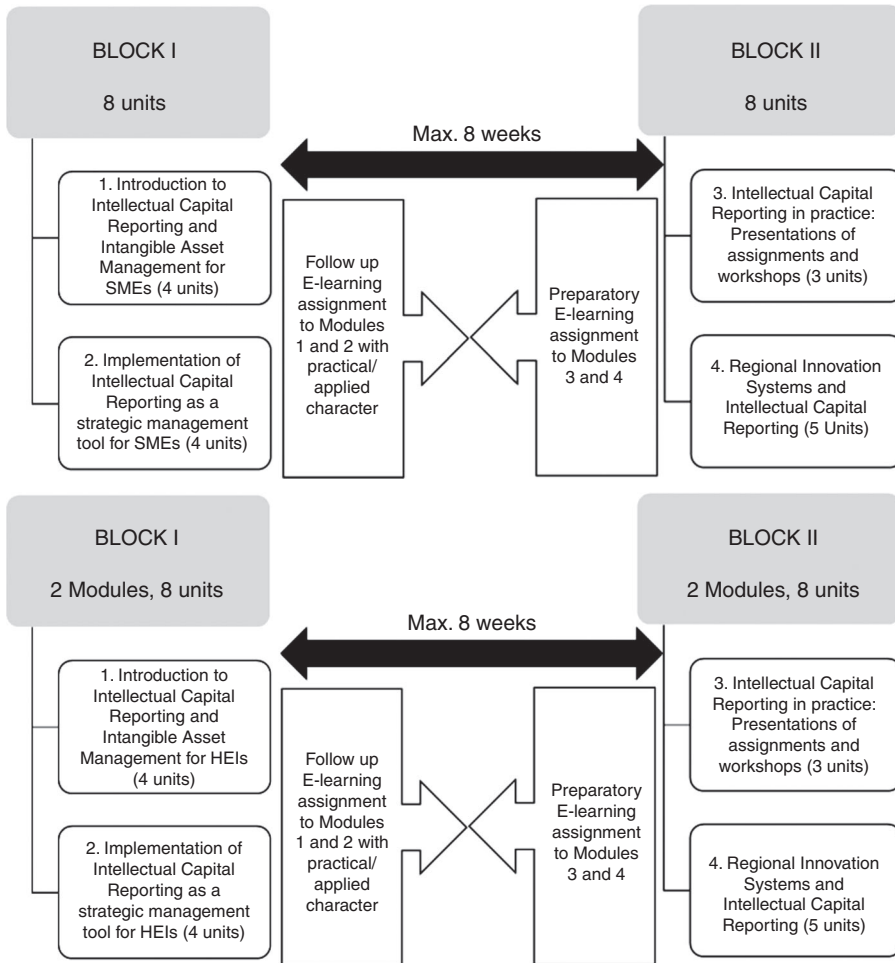 BLOCK I
8 units
BLOCK II
8 units
Max. 8 weeks
1. Introduction to
Intellectual Capital
Reporting and
Intangible Asset
Management for
SMEs (4 units)
2. Implementation of
Intellectual Capital
Reporting as a
strategic management
tool for SMEs (4 units)
Follow up
E-learning
assignment
to Modules
1 and 2 with
practical/
applied
character
Preparatory
E-learning
assignment
to Modules
3 and 4
3. Intellectual Capital
Reporting in practice:
Presentations of
assignments and
workshops (3 units)
4. Regional Innovation
Systems and
Intellectual Capital
Reporting (5 Units)
BLOCK I
2 Modules, 8 units
BLOCK II
2 Modules, 8 units
Max. 8 weeks
1. Introduction to
Intellectual Capital
Reporting and
Intangible Asset
Management for HEIs
(4 units)
2. Implementation of
Intellectual Capital
Reporting as a
strategic management
tool for HEIs (4 units)
Follow up
E-learning
assignment
to Modules
1 and 2 with
practical/
applied
character
Preparatory
E-learning
assignment
to Modules
3 and 4
3. Intellectual Capital
Reporting in practice:
Presentations of
assignments and
workshops (3 units)
4. Regional Innovation
Systems and
Intellectual Capital
Reporting (5 units)